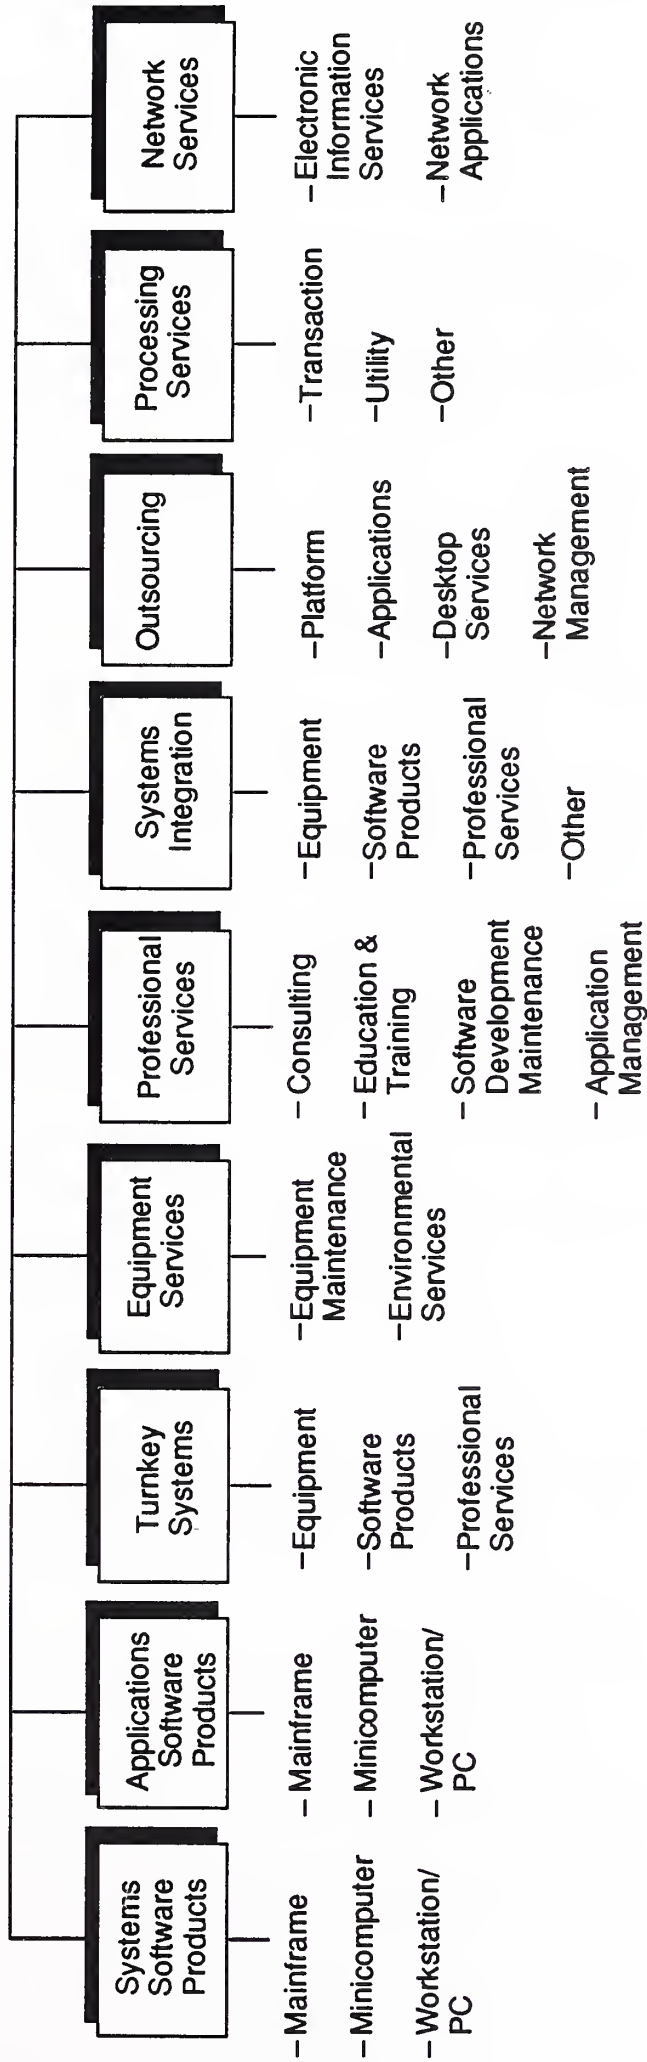 Systems
Software
Products
–Mainframe
–Minicomputer
–Workstation/
PC
Applications
Software
Products
–Mainframe
–Minicomputer
–Workstation/
PC
Turnkey
Systems
–Equipment
–Software
Products
–Professional
Services
Equipment
Services
–Equipment
Maintenance
–Environmental
Services
Professional
Services
–Consulting
–Education &
Training
–Software
Development
Maintenance
–Application
Management
Systems
Integration
–Equipment
–Software
Products
–Professional
Services
–Other
Outsourcing
–Platform
–Applications
–Desktop
Services
–Network
Management
Processing
Services
–Transaction
–Utility
–Other
Network
Services
–Electronic
Information
Services
–Network
Applications